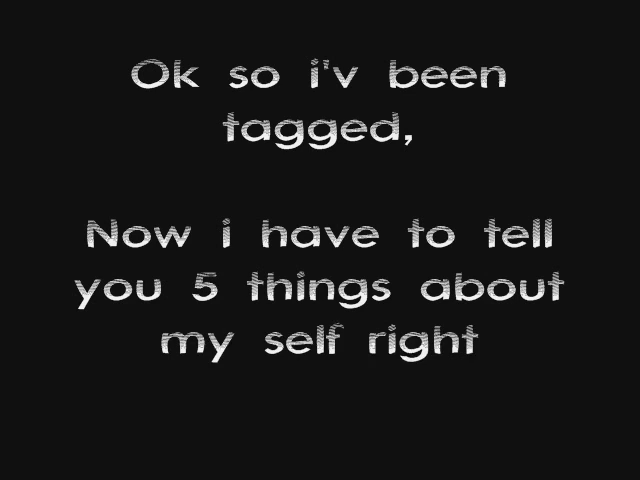 Ok so i'v been
tagged,
Now i have to tell
you 5 things about
my self right